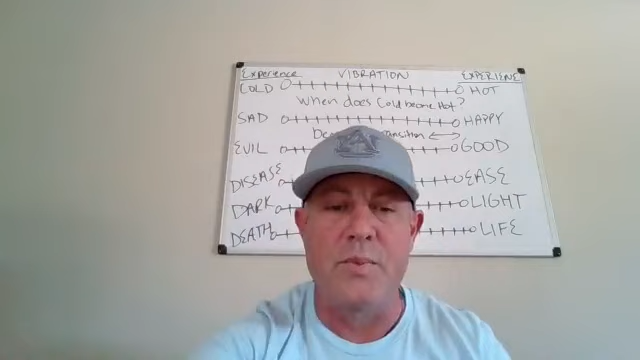 Experience VIBRATION EXPERIENE
COLD HOT
When does Cold become Hot?
SAD HAPPY
EVIL GOOD
DISEASE EASE
DARK LIGHT
DEATH LIFE